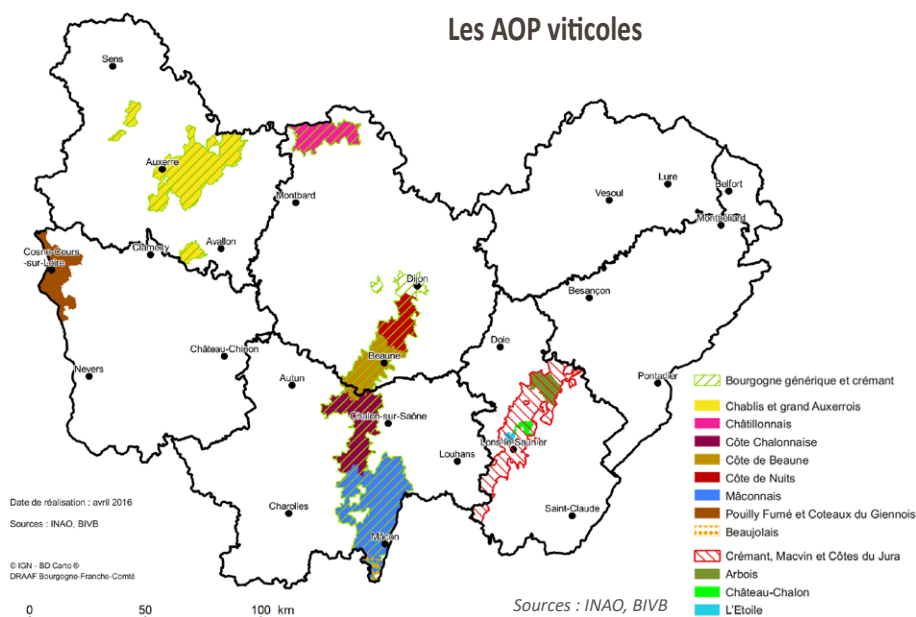 Les AOP viticoles
Sens
Auxerre
Montbard
Vesoul
Lure
Belfort
Montbéliard
Cosne-Cours
-sur-Loire
Clamecy
Avallon
Dijon
Besançon
Château-Chinon
Nevers
Autun
Beaune
Dole
Pontarlier
Chalon-sur-Saône
Louhans
Lons-le-Saunier
Charolles
Mâcon
Saint-Claude
Bourgogne générique et crémant
Chablis et grand Auxerrois
Châtillonnais
Côte Chalonnaise
Côte de Beaune
Côte de Nuits
Mâconnais
Pouilly Fumé et Coteaux du Giennois
Beaujolais
Crémant, Macvin et Côtes du Jura
Arbois
Château-Chalon
L'Etoile
Date de réalisation : avril 2016
Sources : INAO, BIVB
© IGN - BD Carto ®
DRAAF Bourgogne-Franche-Comté
0 50 100 km
Sources : INAO, BIVB